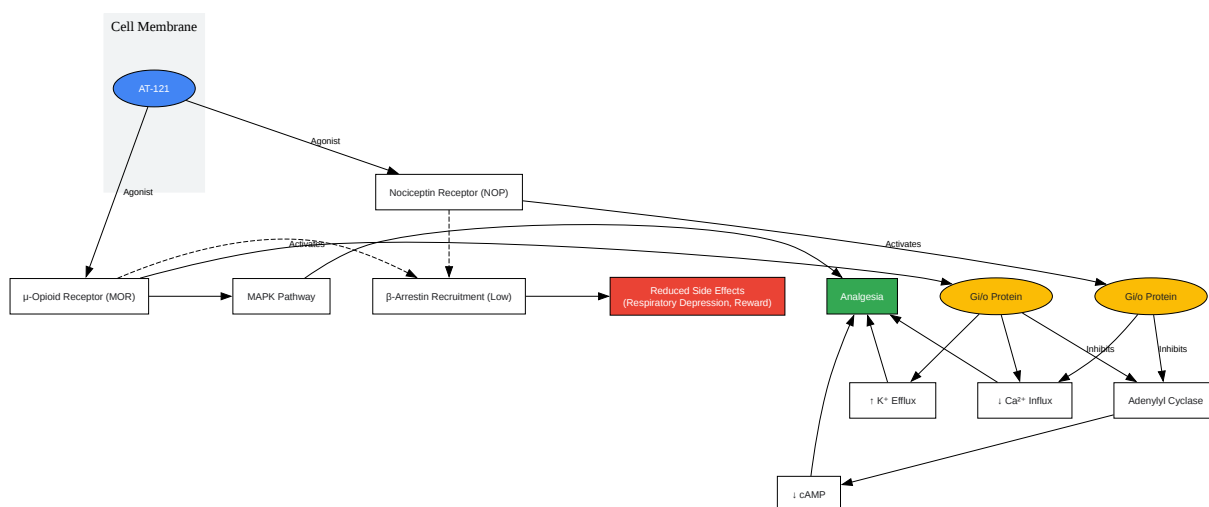 Cell Membrane
AT-121
Agonist
Agonist
Nociceptin Receptor (NOP)
Activates
Activates
μ-Opioid Receptor (MOR)
MAPK Pathway
β-Arrestin Recruitment (Low)
Reduced Side Effects
(Respiratory Depression, Reward)
Analgesia
Gi/o Protein
Gi/o Protein
Inhibits
Inhibits
↑ K⁺ Efflux
↓ Ca²⁺ Influx
Adenylyl Cyclase
↓ cAMP